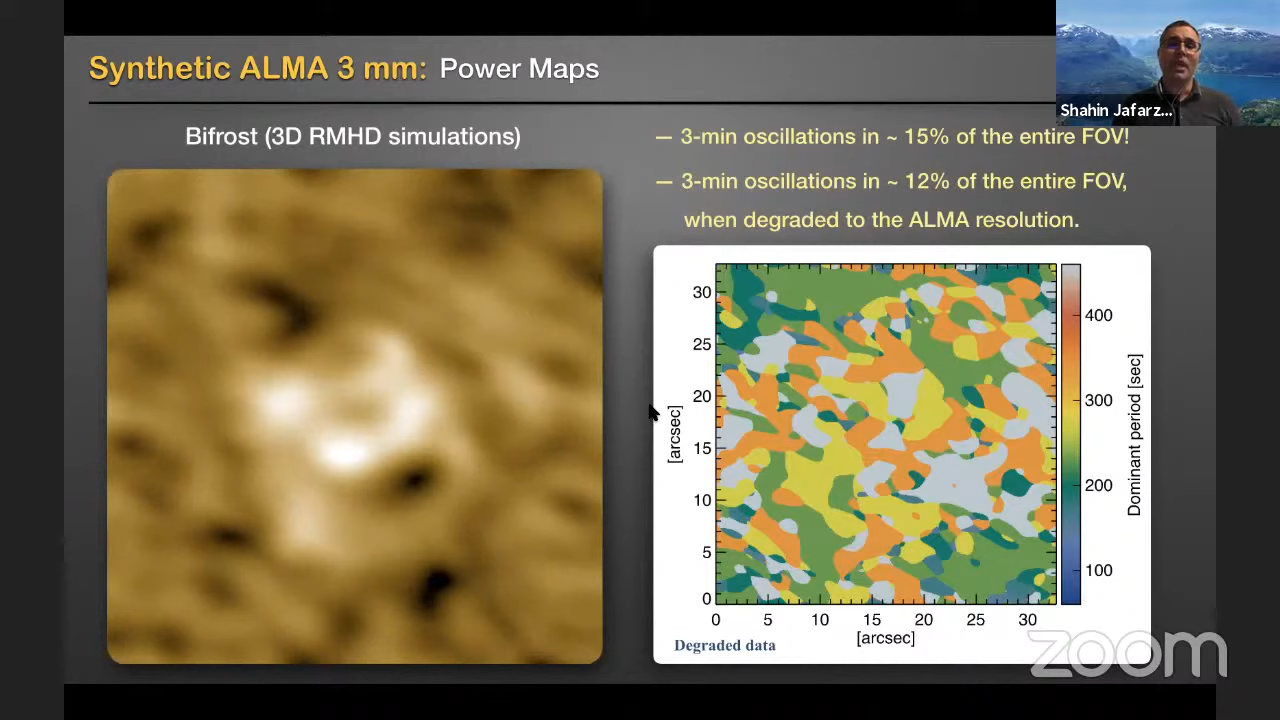 Synthetic ALMA 3 mm: Power Maps
Shahin Jafarz...
Bifrost (3D RMHD simulations)
— 3-min oscillations in ~ 15% of the entire FOV!
— 3-min oscillations in ~ 12% of the entire FOV,
when degraded to the ALMA resolution.
30
25
20
15
10
5
0
[arcsec]
0 5 10 15 20 25 30
[arcsec]
400
300
200
100
Dominant period [sec]
Degraded data
zoom